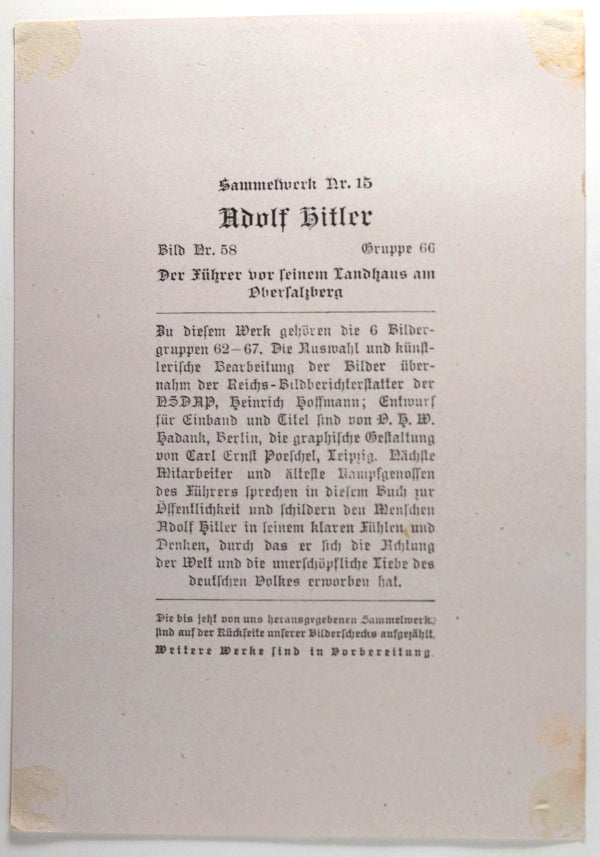 Sammelwerk Nr. 15
Adolf Hitler
Bild Nr. 58 Gruppe 66
Der Führer vor seinem Landhaus am
Obersalzberg
Zu diesem Werk gehören die 6 Bilder-
gruppen 62–67. Die Auswahl und künst-
lerische Bearbeitung der Bilder über-
nahm der Reichs-Bildberichterstatter der
NSDAP, Heinrich Hoffmann; Entwurf
für Einband und Titel sind von O. H. W.
Hadank, Berlin, die graphische Gestaltung
von Carl Ernst Poeschel, Leipzig. Nächste
Mitarbeiter und älteste Kampfgenossen
des Führers sprechen in diesem Buch zur
Öffentlichkeit und schildern den Menschen
Adolf Hitler in seinem klaren Fühlen und
Denken, durch das er sich die Achtung
der Welt und die unerschöpfliche Liebe des
deutschen Volkes erworben hat.
Die bis jetzt von uns herausgegebenen Sammelwerke
sind auf der Rückseite unserer Bilderschecks aufgezählt.
Weitere Werke sind in Vorbereitung.